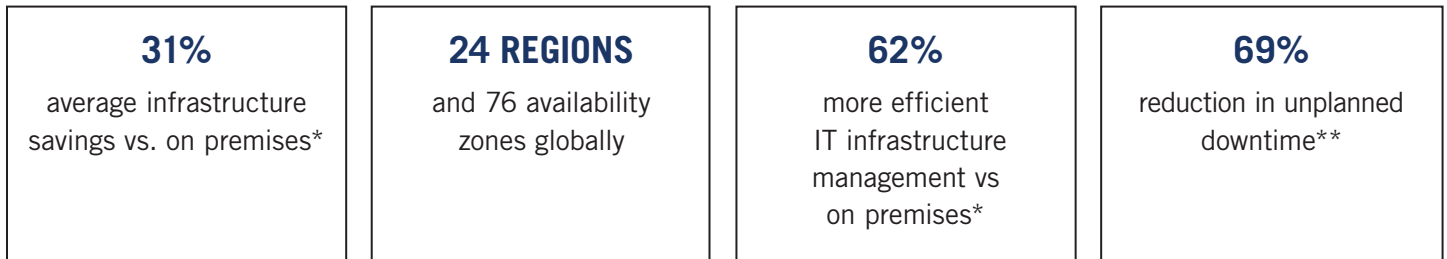 31%
average infrastructure
savings vs. on premises*
24 REGIONS
and 76 availability
zones globally
62%
more efficient
IT infrastructure
management vs
on premises*
69%
reduction in unplanned
downtime**